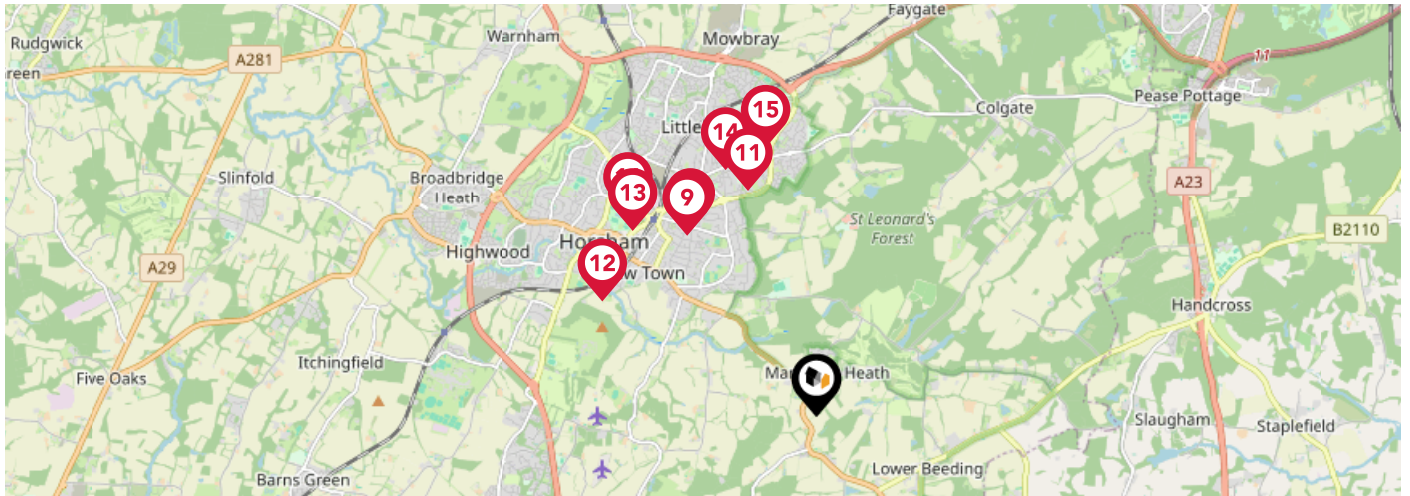 Faygate
Rudgwick
Warnham
Mowbray
A281
reen
11
Pease Pottage
Colgate
15
Little
14
11
Slinfold
Broadbridge
Heath
A23
13
9
St Leonard's
Forest
B2110
Highwood
12
w Town
A29
Handcross
Itchingfield
Five Oaks
Heath
Slaugham
Staplefield
Lower Beeding
Barns Green